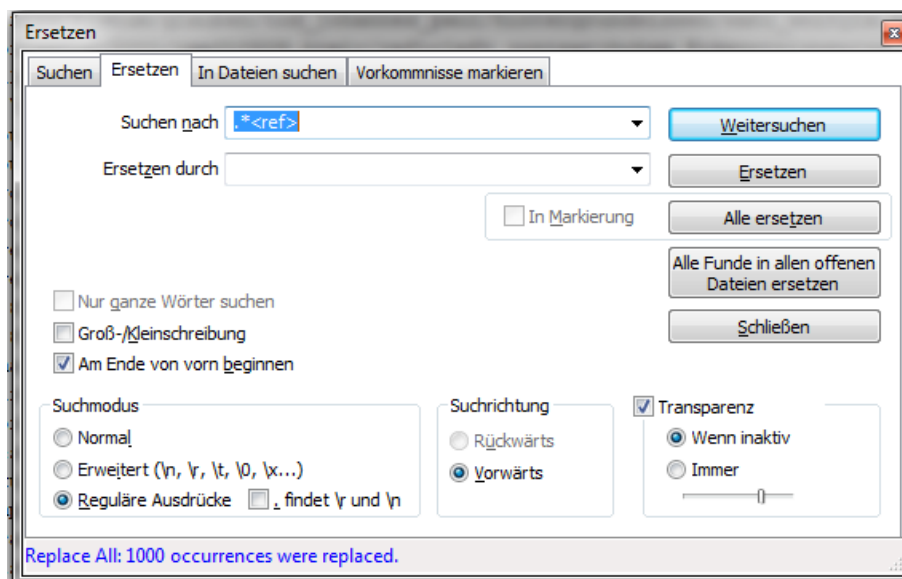 Ersetzen
Suchen Ersetzen In Dateien suchen Vorkommnisse markieren
Suchen nach .*<ref> Weitersuchen
Ersetzen durch Ersetzen
In Markierung Alle ersetzen
Alle Funde in allen offenen
Dateien ersetzen
Nur ganze Wörter suchen
Groß-/Kleinschreibung Schließen
Am Ende von vorn beginnen
Suchmodus Suchrichtung Transparenz
Normal Rückwärts Wenn inaktiv
Erweitert (\n, \r, \t, \0, \x...) Vorwärts Immer
Reguläre Ausdrücke . findet \r und \n
Replace All: 1000 occurrences were replaced.